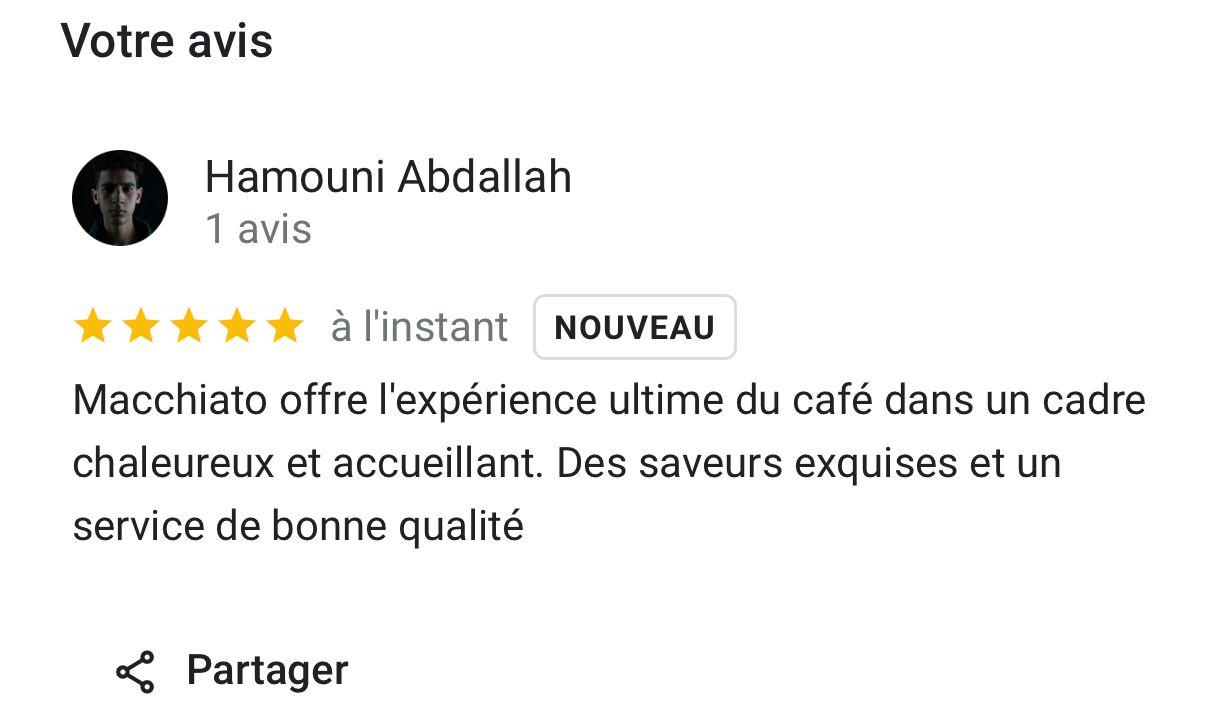 Votre avis
Hamouni Abdallah
1 avis
à l'instant NOUVEAU
Macchiato offre l'expérience ultime du café dans un cadre
chaleureux et accueillant. Des saveurs exquises et un
service de bonne qualité
Partager